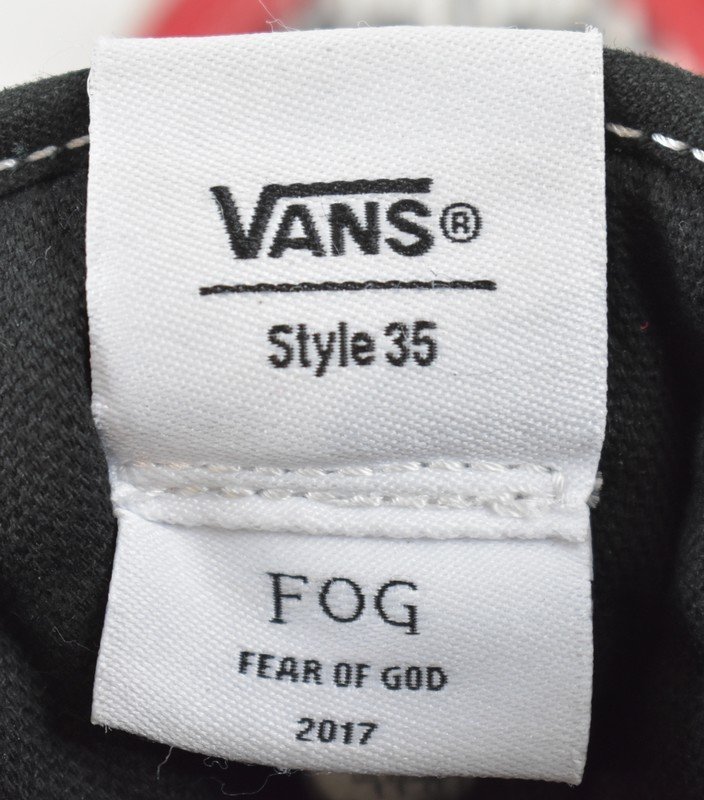 VANS®
Style 35
FOG
FEAR OF GOD
2017